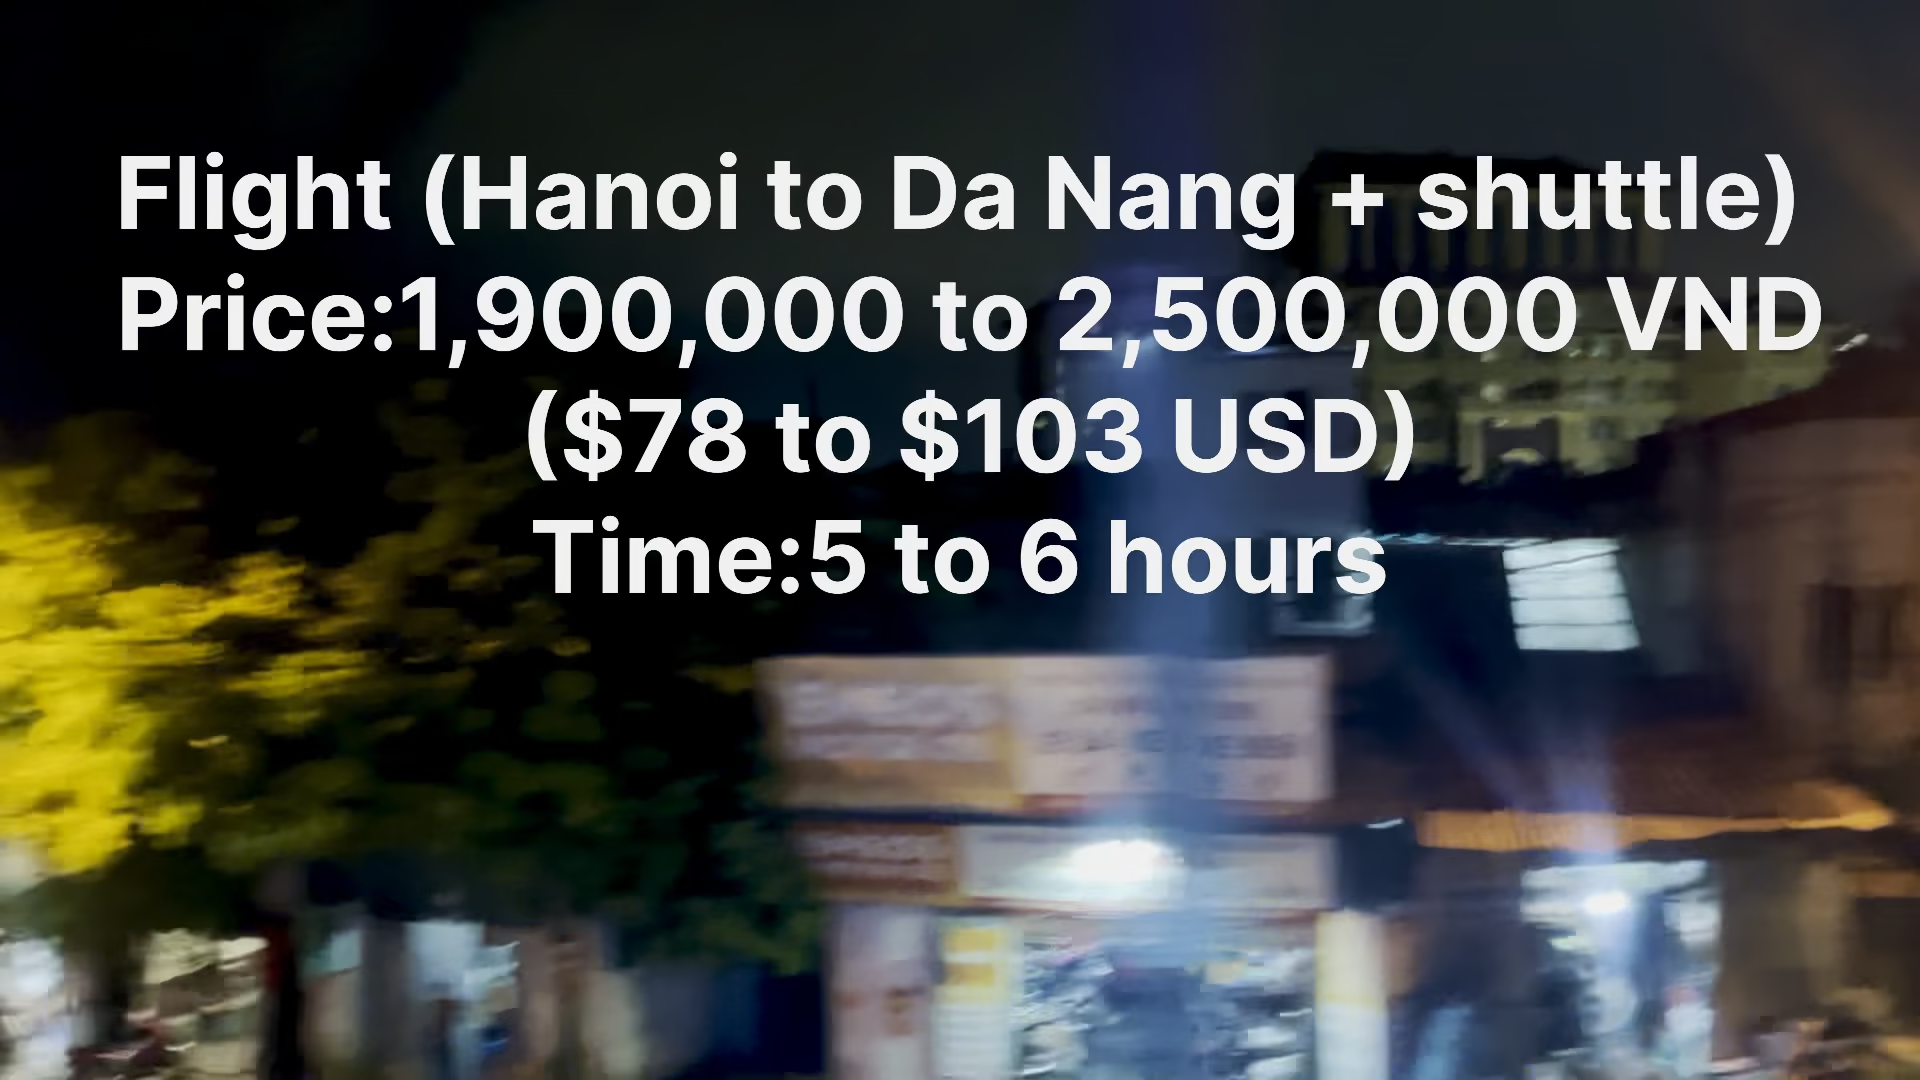 Flight (Hanoi to Da Nang + shuttle)
Price:1,900,000 to 2,500,000 VND
($78 to $103 USD)
Time:5 to 6 hours